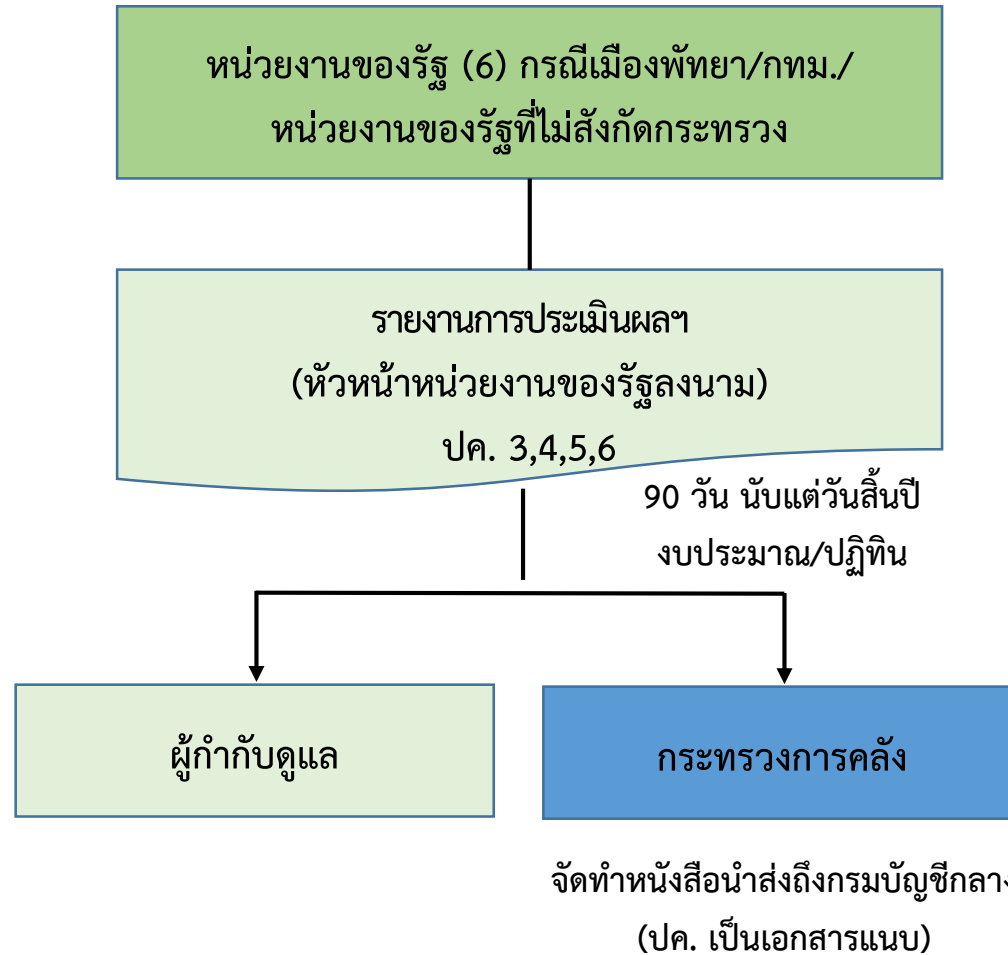 หน่วยงานของรัฐ (6) กรณีเมืองพัทยา/กทม./
หน่วยงานของรัฐที่ไม่สังกัดกระทรวง
รายงานการประเมินผลฯ
(หัวหน้าหน่วยงานของรัฐลงนาม)
ปค. 3,4,5,6
90 วัน นับแต่วันสิ้นปี
งบประมาณ/ปฏิทิน
ผู้กำกับดูแล
กระทรวงการคลัง
จัดทำหนังสือนำส่งถึงกรมบัญชีกลาง
(ปค. เป็นเอกสารแนบ)